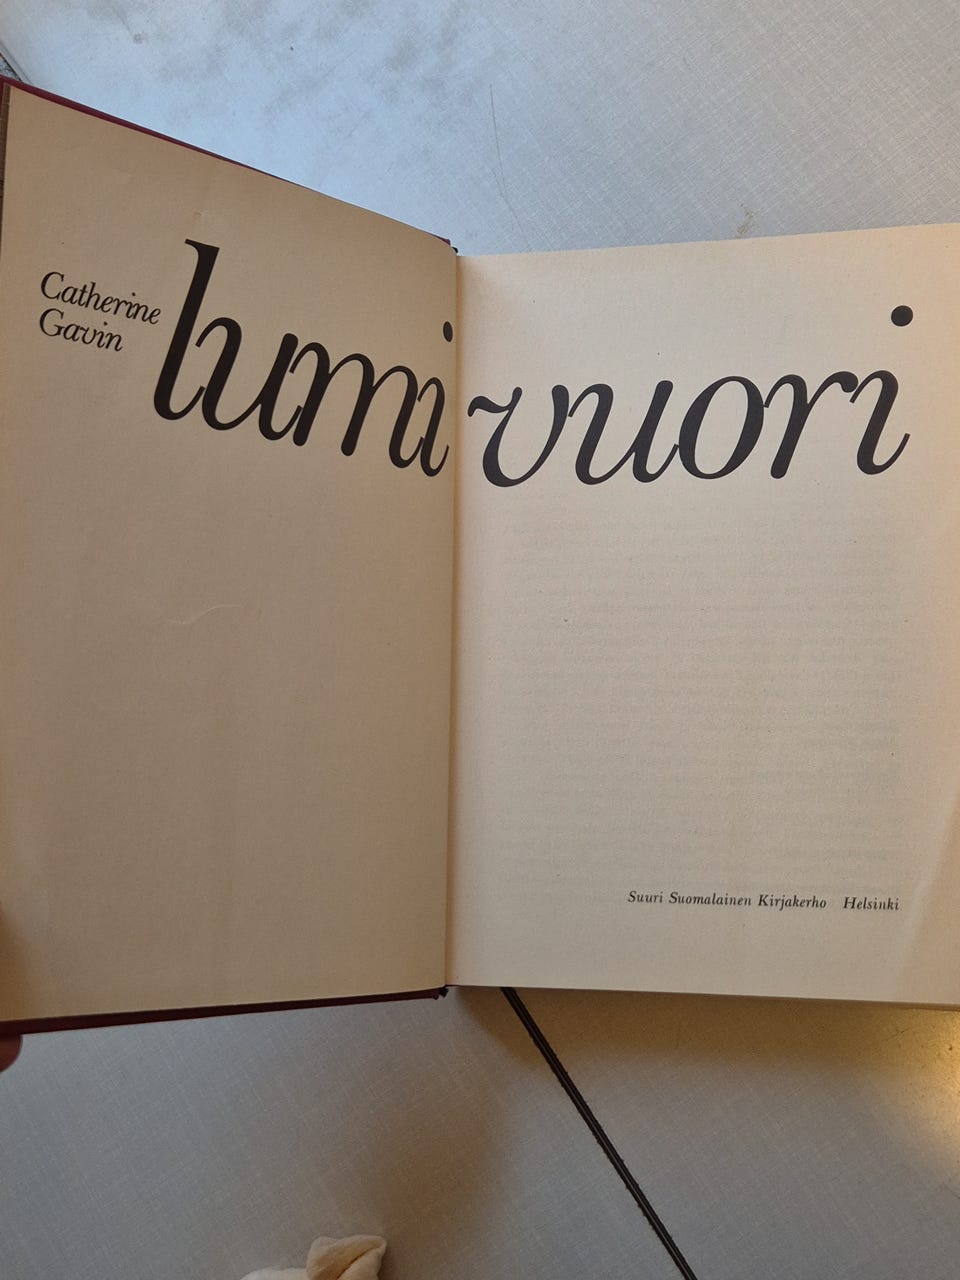 Catherine
Gavin
lumivuori
Suuri Suomalainen Kirjakerho Helsinki